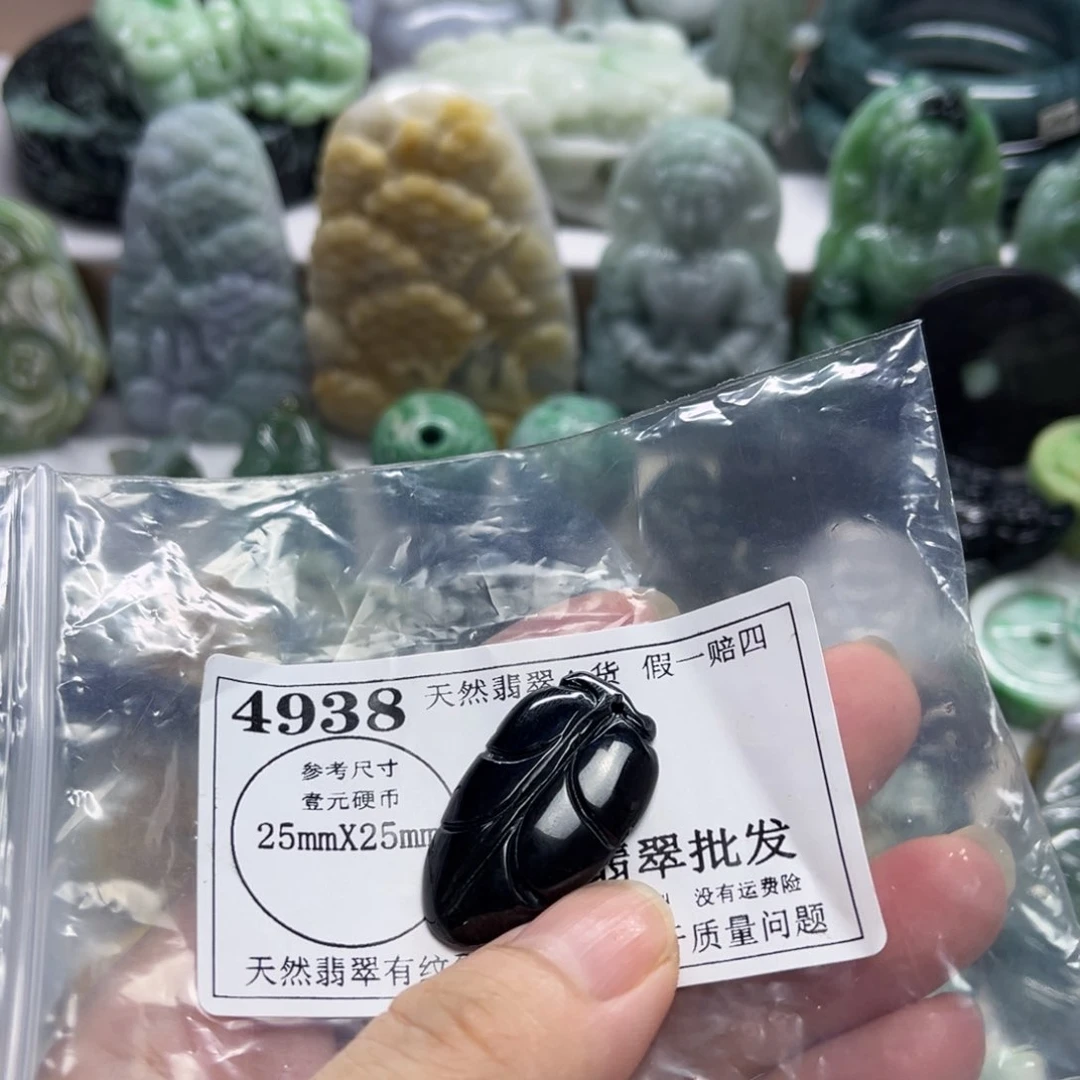 4938 天然翡翠 货 假一赔四
参考尺寸
壹元硬币
25mmX25mm
翡翠批发
没有运费险
天然翡翠有纹
质量问题